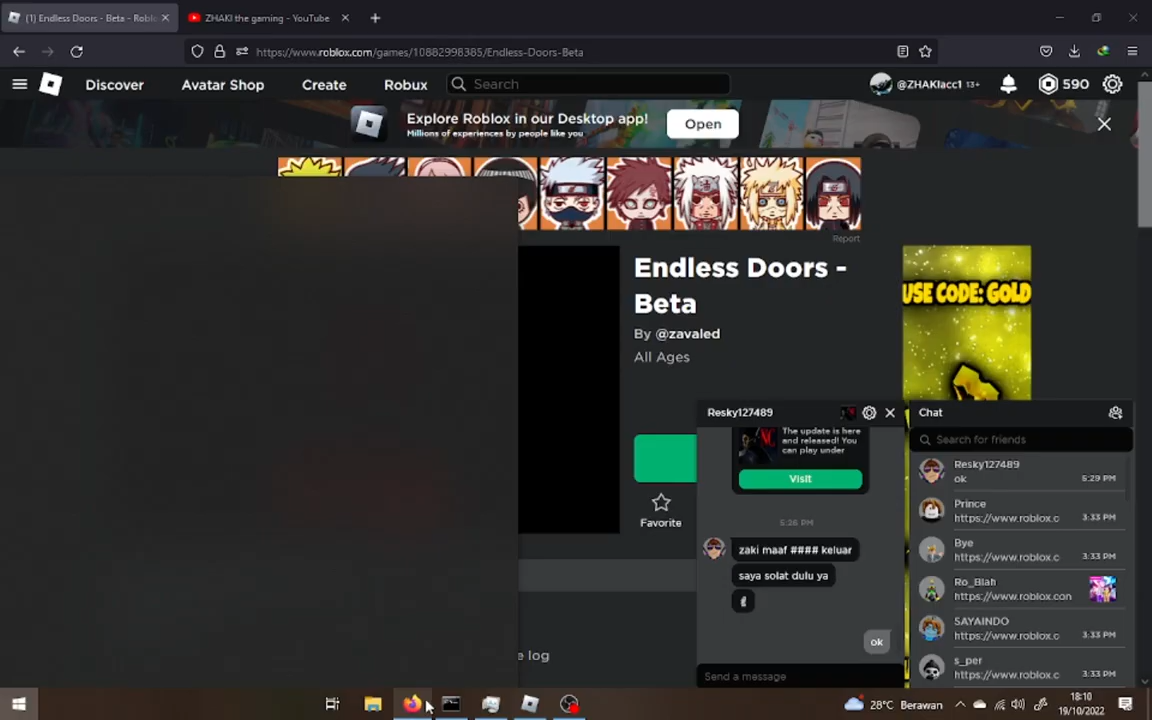 (1) Endless Doors - Beta - Roblo
ZHAKI the gaming - YouTube
https://www.roblox.com/games/10882998385/Endless-Doors-Beta
Discover
Avatar Shop
Create
Robux
Search
@ZHAKIacc1 13+
590
Explore Roblox in our Desktop app!
Millions of experiences by people like you
Open
Report
Endless Doors -
Beta
By @zavaled
All Ages
USE CODE: GOLD
Favorite
e log
Resky127489
The update is here
and released! You
can play under
Visit
5:26 PM
zaki maaf #### keluar
saya solat dulu ya
ok
Send a message
Chat
Search for friends
Resky127489
ok
5:29 PM
Prince
https://www.roblox.c
3:33 PM
Bye
https://www.roblox.c
3:33 PM
Ro_Blah
https://www.roblox.con
SAYAINDO
https://www.roblox.c
3:33 PM
s_per
https://www.roblox.c
3:33 PM
28°C Berawan
18:10
19/10/2022